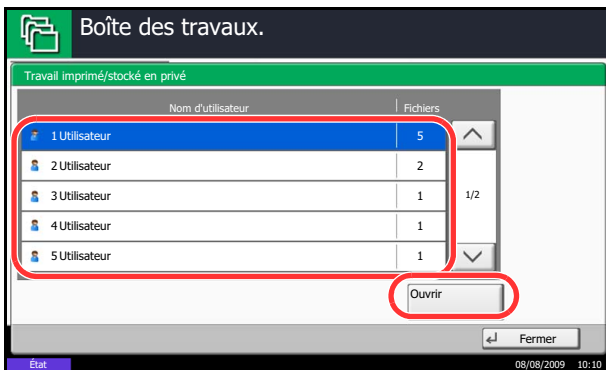 Boîte des travaux.
Travail imprimé/stocké en privé
Nom d'utilisateur Fichiers
1 Utilisateur 5
2 Utilisateur 2
3 Utilisateur 1
4 Utilisateur 1
5 Utilisateur 1
1/2
Ouvrir
Fermer
État 08/08/2009 10:10